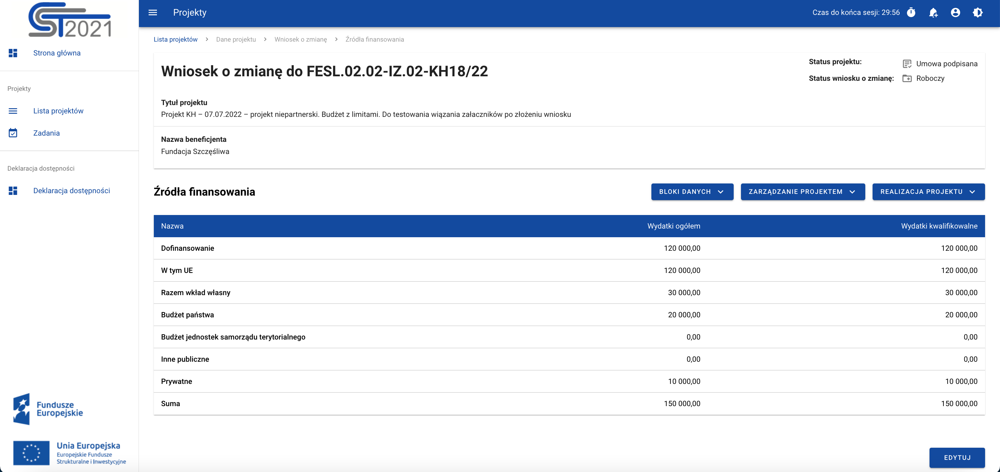 CST2021
Strona główna
Projekty
Lista projektów
Zadania
Deklaracja dostępności
Deklaracja dostępności
Fundusze
Europejskie
Unia Europejska
Europejskie Fundusze
Strukturalne i Inwestycyjne
Projekty
Czas do końca sesji: 29:56
Lista projektów > Dane projektu > Wniosek o zmianę > Źródła finansowania
Wniosek o zmianę do FESL.02.02-IZ.02-KH18/22
Status projektu: Umowa podpisana
Status wniosku o zmianę: Roboczy
Tytuł projektu
Projekt KH – 07.07.2022 – projekt niepartnerski. Budżet z limitami. Do testowania wiązania załaczników po złożeniu wniosku
Nazwa beneficjenta
Fundacja Szczęśliwa
Źródła finansowania
BLOKI DANYCH
ZARZĄDZANIE PROJEKTEM
REALIZACJA PROJEKTU
Nazwa Wydatki ogółem Wydatki kwalifikowalne
Dofinansowanie 120 000,00 120 000,00
W tym UE 120 000,00 120 000,00
Razem wkład własny 30 000,00 30 000,00
Budżet państwa 20 000,00 20 000,00
Budżet jednostek samorządu terytorialnego 0,00 0,00
Inne publiczne 0,00 0,00
Prywatne 10 000,00 10 000,00
Suma 150 000,00 150 000,00
EDYTUJ